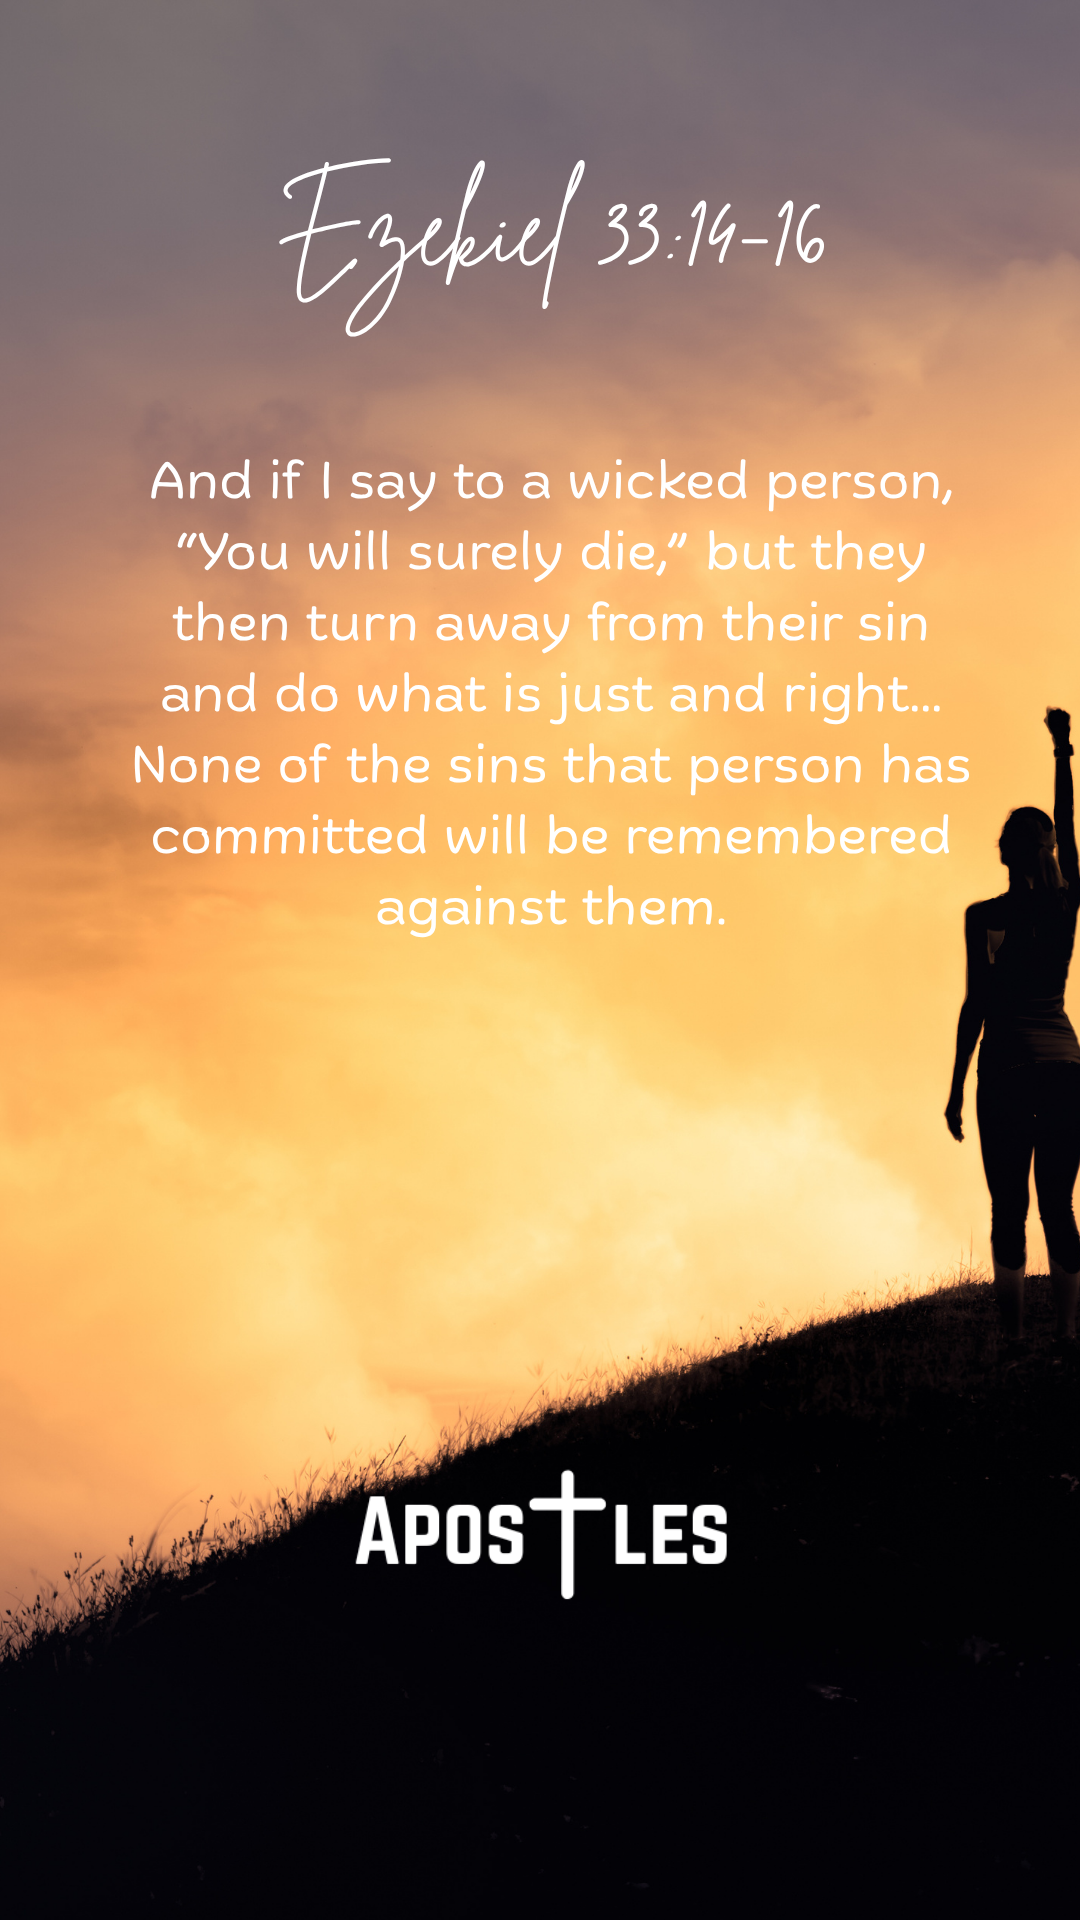 Ezekiel 33:14-16
And if I say to a wicked person,
“You will surely die,” but they
then turn away from their sin
and do what is just and right...
None of the sins that person has
committed will be remembered
against them.
APOSTLES